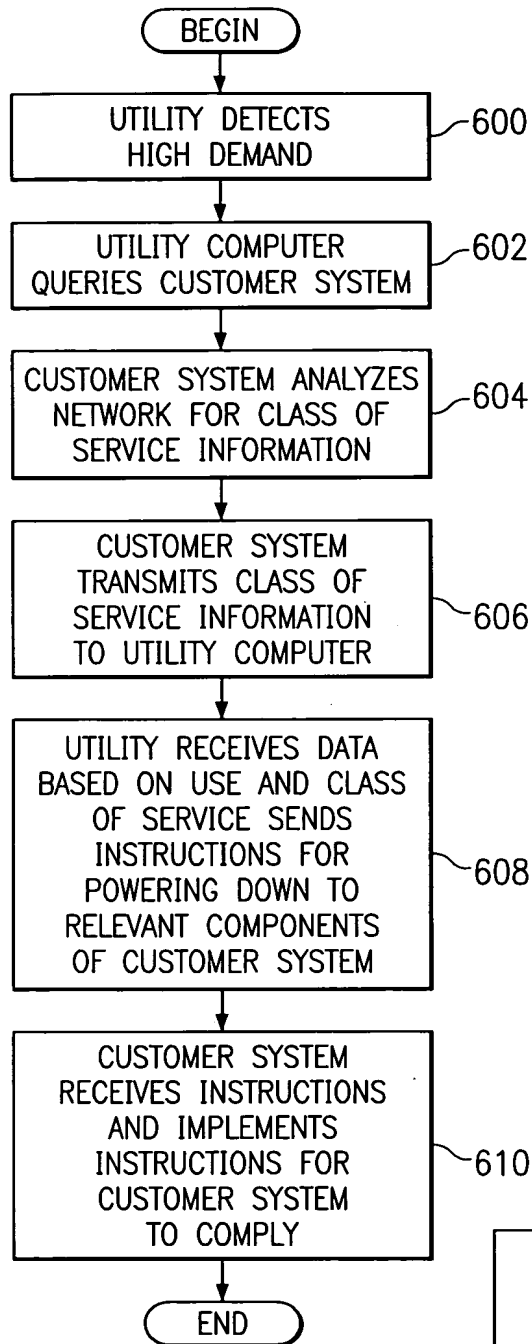 BEGIN
UTILITY DETECTS
HIGH DEMAND
600
UTILITY COMPUTER
QUERIES CUSTOMER SYSTEM
602
CUSTOMER SYSTEM ANALYZES
NETWORK FOR CLASS OF
SERVICE INFORMATION
604
CUSTOMER SYSTEM
TRANSMITS CLASS OF
SERVICE INFORMATION
TO UTILITY COMPUTER
606
UTILITY RECEIVES DATA
BASED ON USE AND CLASS
OF SERVICE SENDS
INSTRUCTIONS FOR
POWERING DOWN TO
RELEVANT COMPONENTS
OF CUSTOMER SYSTEM
608
CUSTOMER SYSTEM
RECEIVES INSTRUCTIONS
AND IMPLEMENTS
INSTRUCTIONS FOR
CUSTOMER SYSTEM
TO COMPLY
610
END